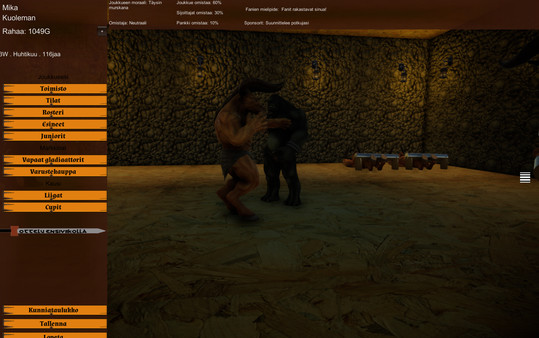 Mika
Kuoleman
Rahaa: 1049G
3W . Huhtikuu . 116jaa
Joukkueen moraali: Täysin
munkana
Omistaja: Neutraali
Joukkue omistaa: 60%
Sijoittajat omistaa: 30%
Pankki omistaa: 10%
Fanien mielipide: Fanit rakastavat sinua!
Sponsorit: Suunnittelee potkujasi
Toimisto
Tilat
Rosteri
Esineet
Juniorit
Vapaat gladiaattorit
Varustekauppa
Liigat
Cupit
Kunniataulukko
Tallenna
Lopeta